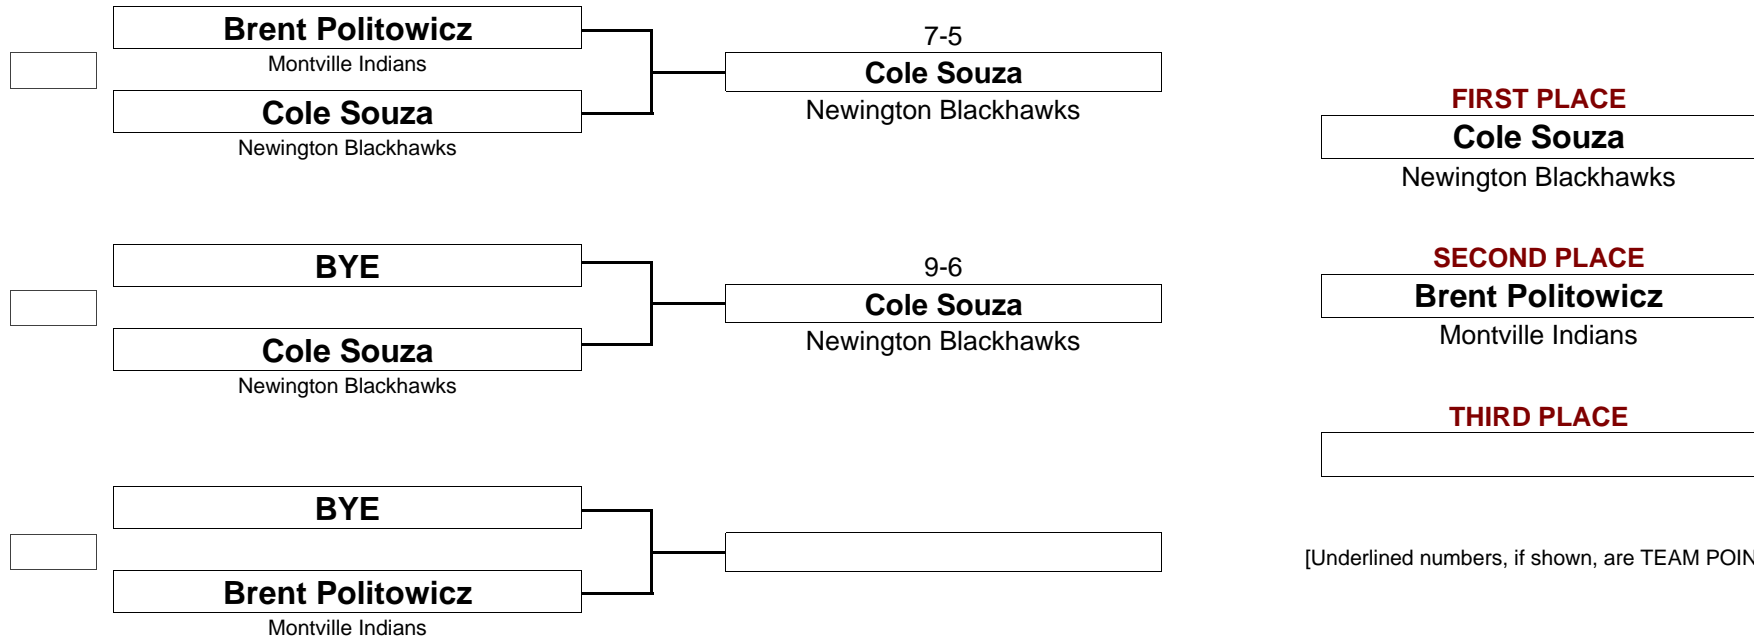 Brent Politowicz
Montville Indians
Cole Souza
Newington Blackhawks
7-5
Cole Souza
Newington Blackhawks
BYE
Cole Souza
Newington Blackhawks
9-6
Cole Souza
Newington Blackhawks
BYE
Brent Politowicz
Montville Indians
FIRST PLACE
Cole Souza
Newington Blackhawks
SECOND PLACE
Brent Politowicz
Montville Indians
THIRD PLACE
[Underlined numbers, if shown, are TEAM POIN